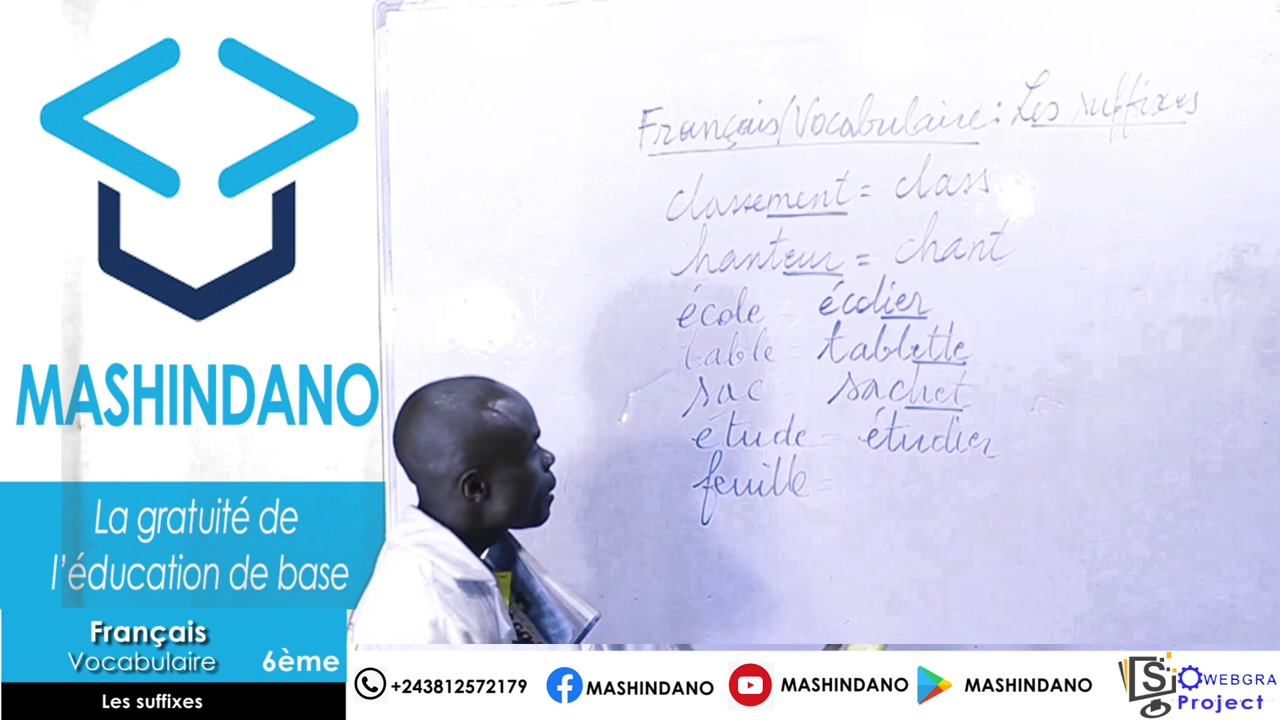 MASHINDANO
La gratuité de
l'éducation de base
Français
Vocabulaire
6ème
Les suffixes
Français/Vocabulaire: Les suffixes
classement = class
chanteur = chant
école = écolier
table = tablette
sac = sachet
étude = étudier
feuille =
+243812572179
MASHINDANO
MASHINDANO
MASHINDANO
S WEBGRA
Project